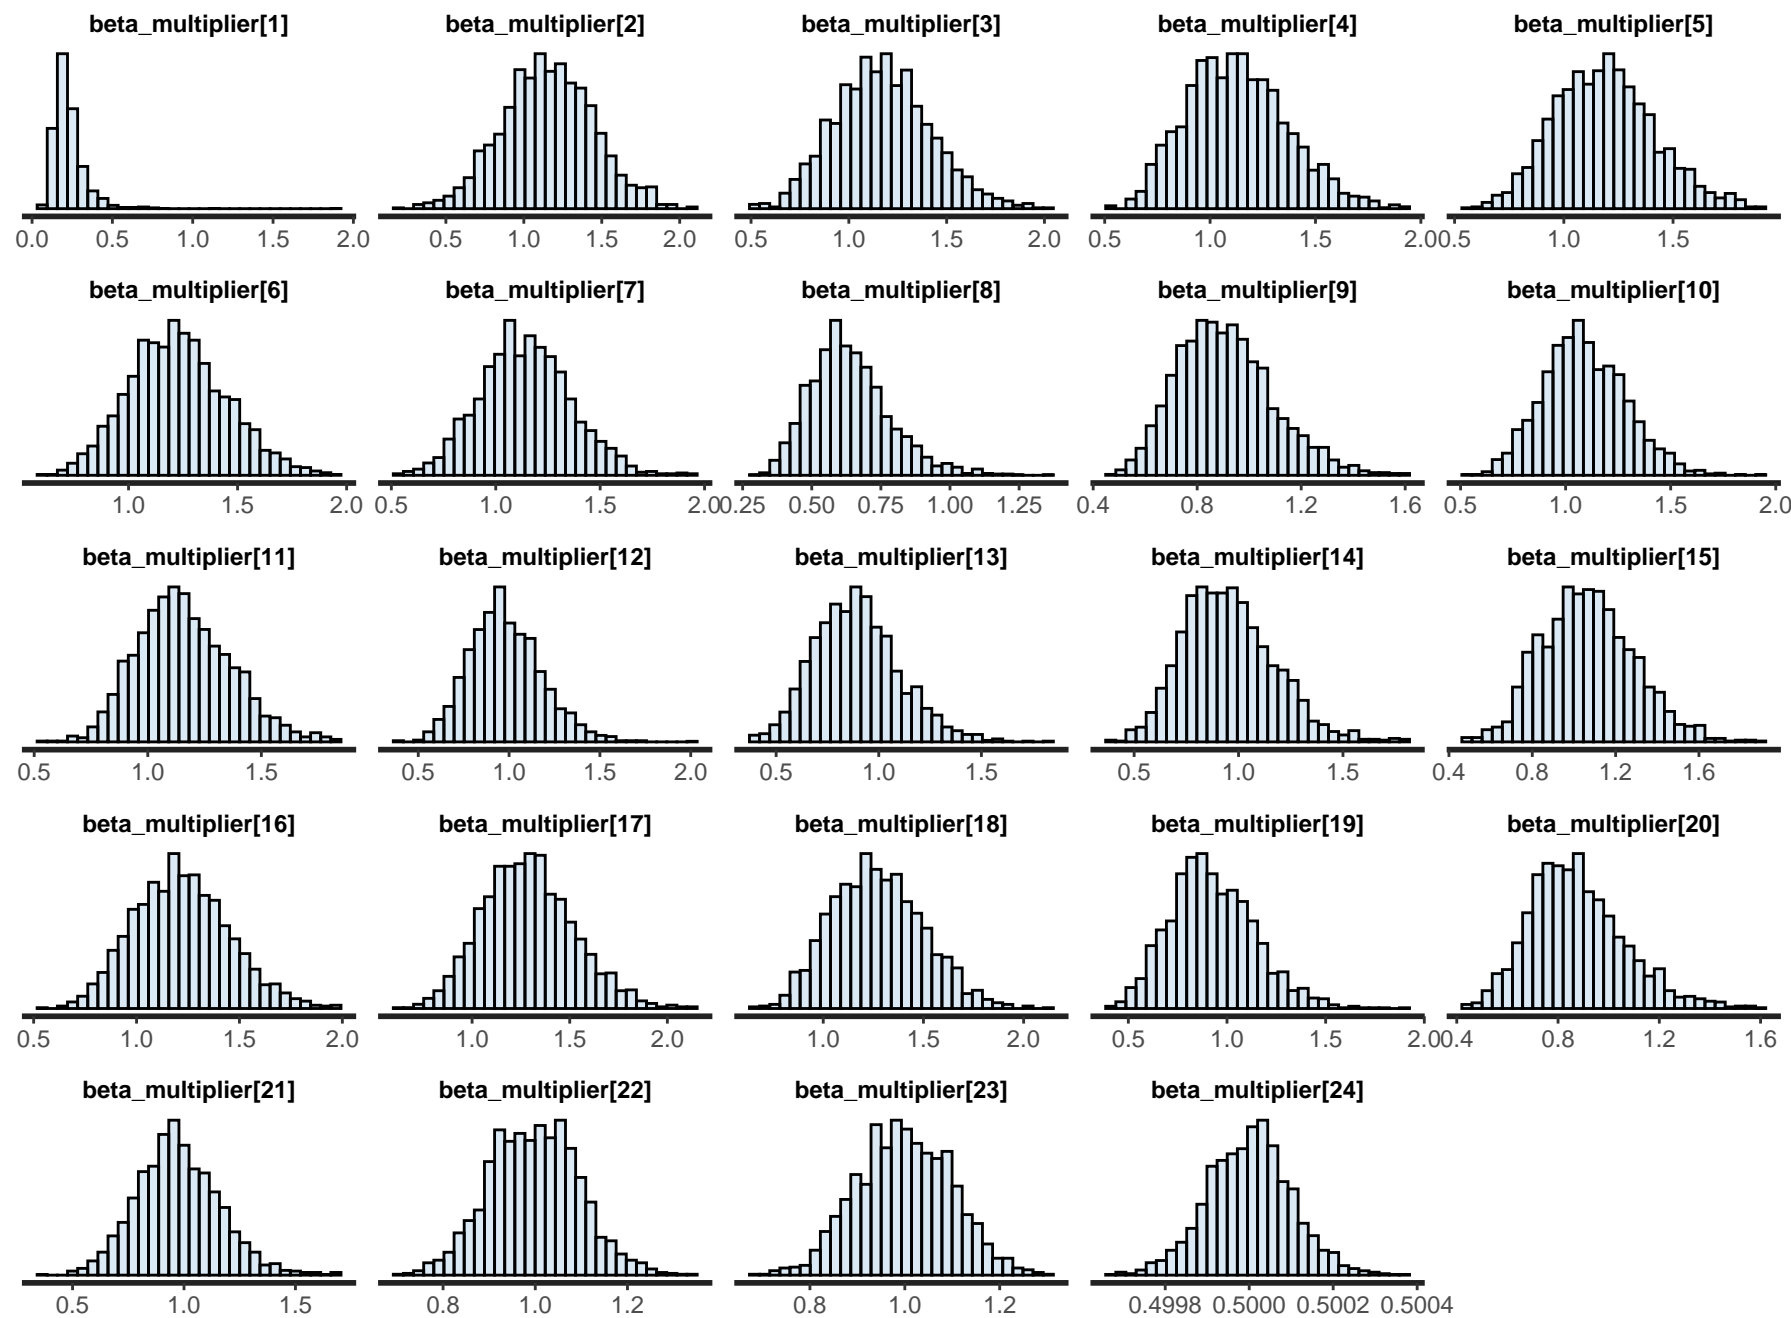 beta_multiplier[1] beta_multiplier[2] beta_multiplier[3] beta_multiplier[4] beta_multiplier[5]
0.0 0.5 1.0 1.5 2.0 0.5 1.0 1.5 2.0 0.5 1.0 1.5 2.0 0.5 1.0 1.5 2.00.5 1.0 1.5
beta_multiplier[6] beta_multiplier[7] beta_multiplier[8] beta_multiplier[9] beta_multiplier[10]
1.0 1.5 2.0 0.5 1.0 1.5 2.00.25 0.50 0.75 1.00 1.25 0.4 0.8 1.2 1.6 0.5 1.0 1.5 2.0
beta_multiplier[11] beta_multiplier[12] beta_multiplier[13] beta_multiplier[14] beta_multiplier[15]
0.5 1.0 1.5 0.5 1.0 1.5 2.0 0.5 1.0 1.5 0.5 1.0 1.5 0.4 0.8 1.2 1.6
beta_multiplier[16] beta_multiplier[17] beta_multiplier[18] beta_multiplier[19] beta_multiplier[20]
0.5 1.0 1.5 2.0 1.0 1.5 2.0 1.0 1.5 2.0 0.5 1.0 1.5 2.00.4 0.8 1.2 1.6
beta_multiplier[21] beta_multiplier[22] beta_multiplier[23] beta_multiplier[24]
0.5 1.0 1.5 0.8 1.0 1.2 0.8 1.0 1.2 0.4998 0.5000 0.5002 0.5004